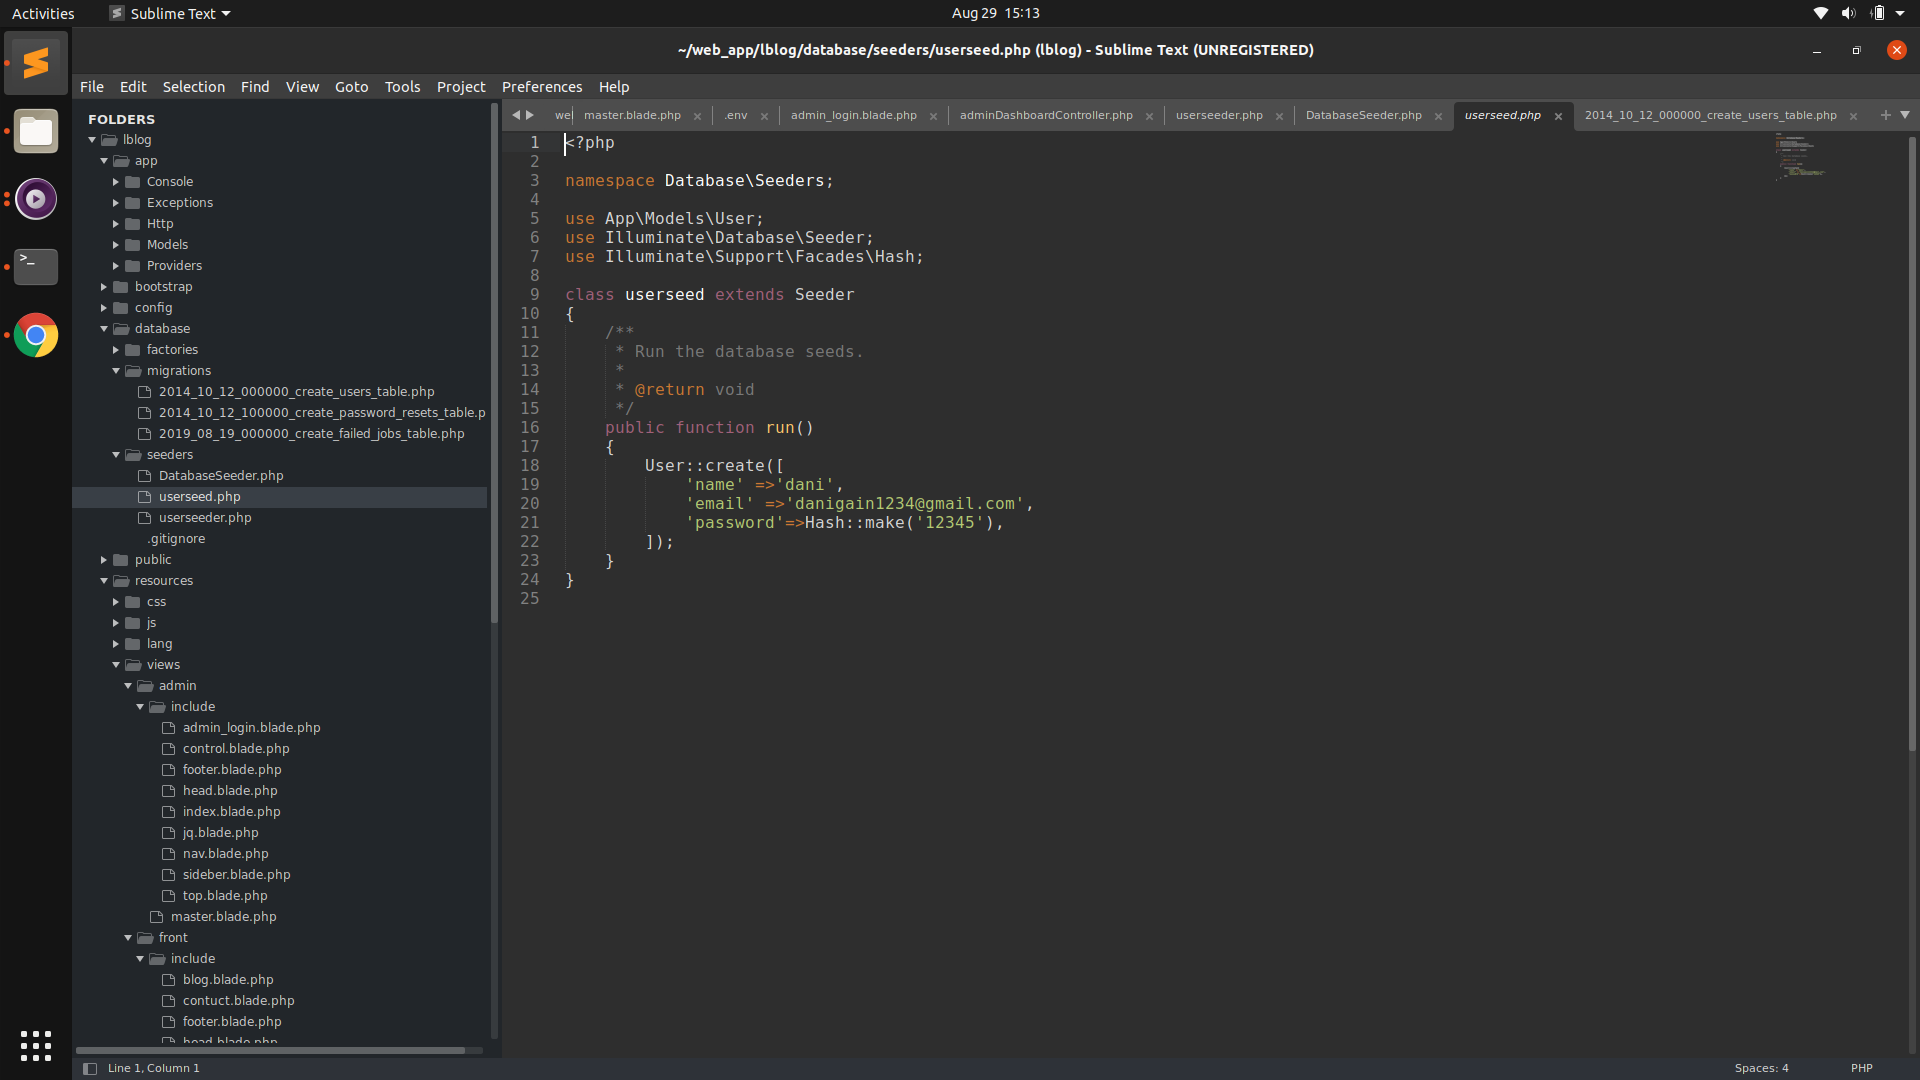 Activities
Sublime Text
Aug 29 15:13
~/web_app/lblog/database/seeders/userseed.php (lblog) - Sublime Text (UNREGISTERED)
File Edit Selection Find View Goto Tools Project Preferences Help
FOLDERS
lblog
app
Console
Exceptions
Http
Models
Providers
bootstrap
config
database
factories
migrations
2014_10_12_000000_create_users_table.php
2014_10_12_100000_create_password_resets_table.p
2019_08_19_000000_create_failed_jobs_table.php
seeders
DatabaseSeeder.php
userseed.php
userseeder.php
.gitignore
public
resources
css
js
lang
views
admin
include
admin_login.blade.php
control.blade.php
footer.blade.php
head.blade.php
index.blade.php
jq.blade.php
nav.blade.php
sideber.blade.php
top.blade.php
master.blade.php
front
include
blog.blade.php
contuct.blade.php
footer.blade.php
head.blade.php
we master.blade.php .env admin_login.blade.php adminDashboardController.php userseeder.php DatabaseSeeder.php userseed.php 2014_10_12_000000_create_users_table.php
1 <?php
2
3 namespace Database\Seeders;
4
5 use App\Models\User;
6 use Illuminate\Database\Seeder;
7 use Illuminate\Support\Facades\Hash;
8
9 class userseed extends Seeder
10 {
11 /**
12 * Run the database seeds.
13 *
14 * @return void
15 */
16 public function run()
17 {
18 User::create([
19 'name' =>'dani',
20 'email' =>'danigain1234@gmail.com',
21 'password'=>Hash::make('12345'),
22 ]);
23 }
24 }
25
Line 1, Column 1
Spaces: 4
PHP